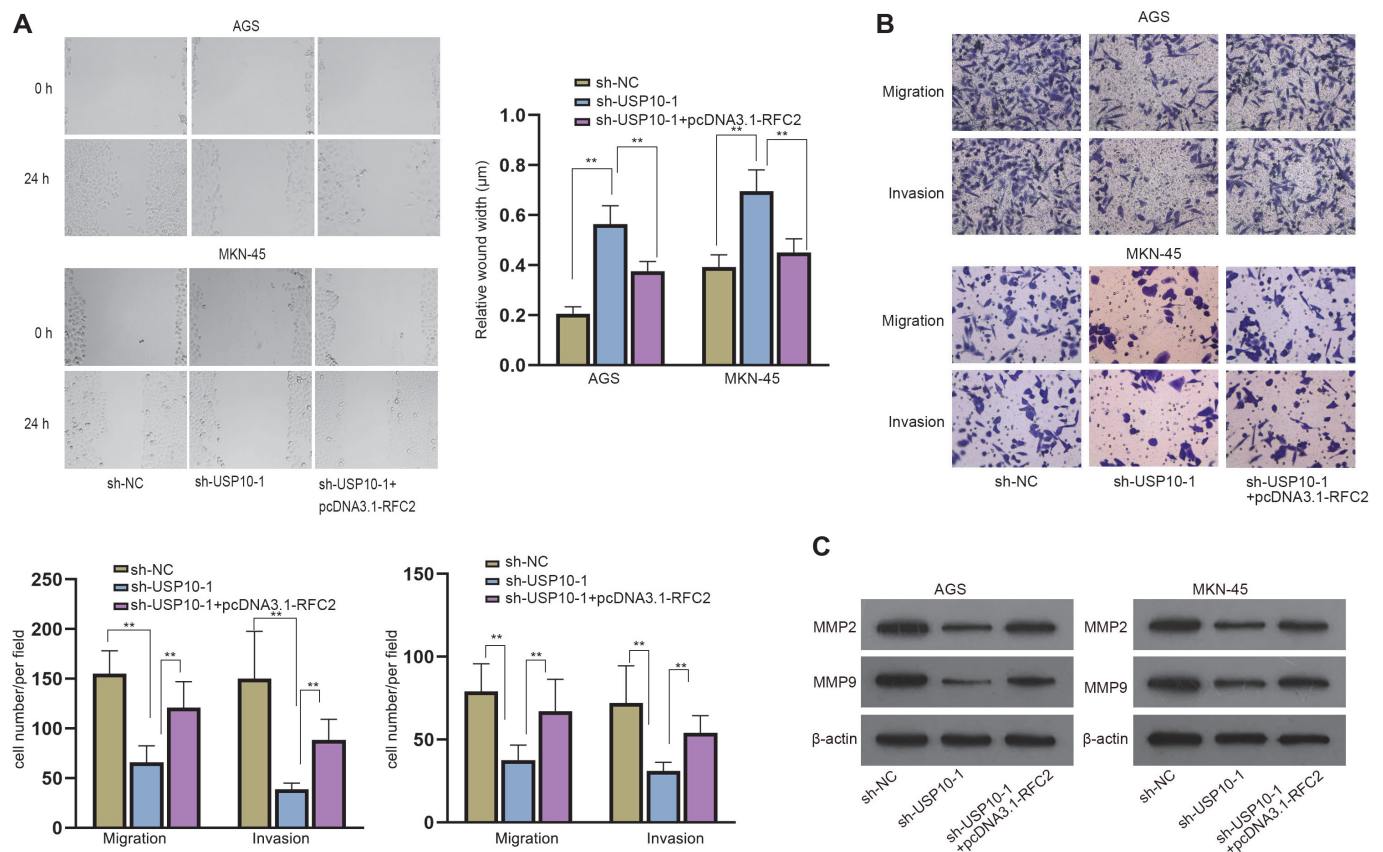 A
AGS
0 h
24 h
MKN-45
0 h
24 h
sh-NC
sh-USP10-1
sh-USP10-1+
pcDNA3.1-RFC2
sh-NC
sh-USP10-1
sh-USP10-1+pcDNA3.1-RFC2
Relative wound width (μm)
1.0
0.8
0.6
0.4
0.2
0.0
**
**
**
**
AGS
MKN-45
B
AGS
Migration
Invasion
MKN-45
Migration
Invasion
sh-NC
sh-USP10-1
sh-USP10-1
+pcDNA3.1-RFC2
sh-NC
sh-USP10-1
sh-USP10-1+pcDNA3.1-RFC2
cell number/per field
250
200
150
100
50
0
**
**
**
**
Migration
Invasion
sh-NC
sh-USP10-1
sh-USP10-1+pcDNA3.1-RFC2
cell number/per field
150
100
50
0
**
**
**
**
Migration
Invasion
C
AGS
MMP2
MMP9
β-actin
sh-NC
sh-USP10-1
sh-USP10-1
+pcDNA3.1-RFC2
MKN-45
MMP2
MMP9
β-actin
sh-NC
sh-USP10-1
sh-USP10-1
+pcDNA3.1-RFC2